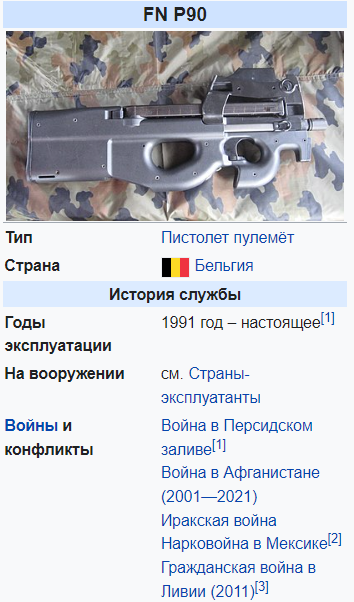 FN P90
Тип Пистолет пулемёт
Страна Бельгия
История службы
Годы 1991 год – настоящее[1]
эксплуатации
На вооружении см. Страны-
эксплуатанты
Войны и Война в Персидском
конфликты заливе[1]
Война в Афганистане
(2001—2021)
Иракская война
Нарковойна в Мексике[2]
Гражданская война в
Ливии (2011)[3]